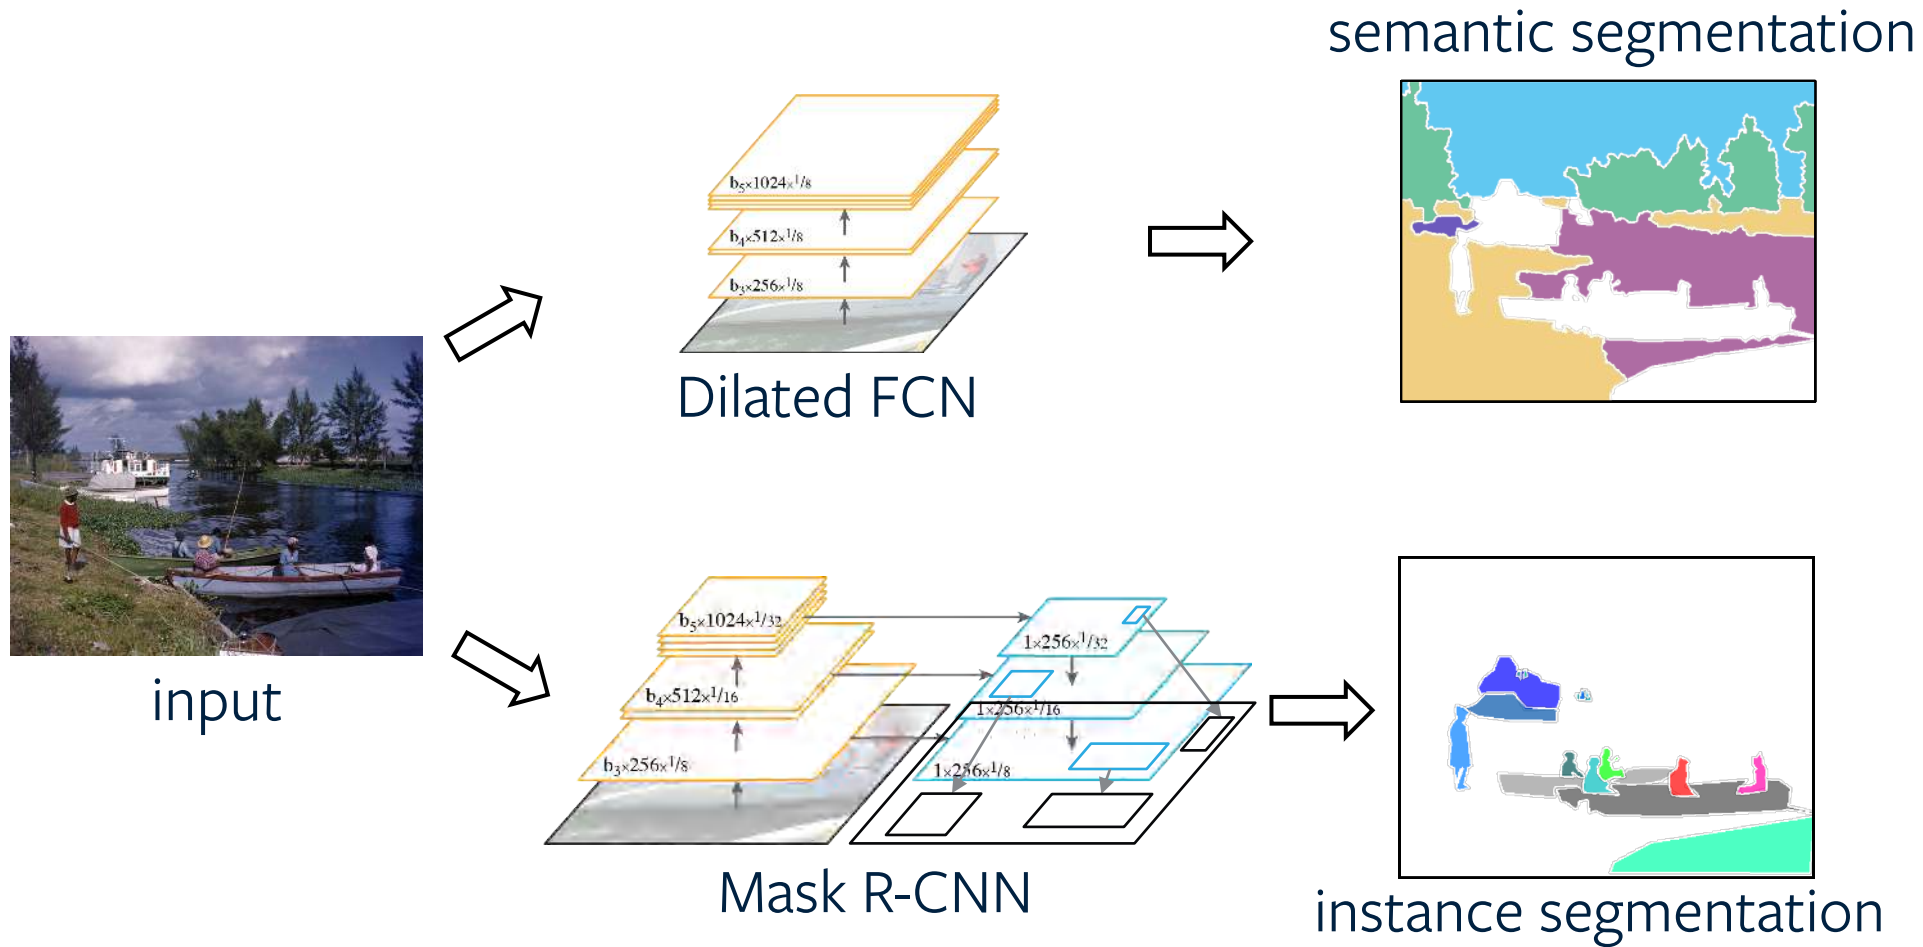 semantic segmentation
b₅×1024×1/8
b₄×512×1/8
b₃×256×1/8
Dilated FCN
input
b₅×1024×1/32
b₄×512×1/16
b₃×256×1/8
1×256×1/32
1×256×1/16
1×256×1/8
Mask R-CNN
instance segmentation